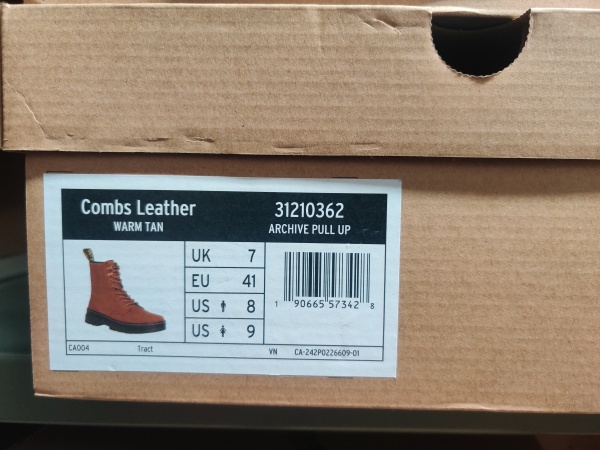 Combs Leather
WARM TAN
31210362
ARCHIVE PULL UP
UK 7
EU 41
US 8
US 9
1 90665 57342 8
CA004 Tract
VN CA-242P0226609-01